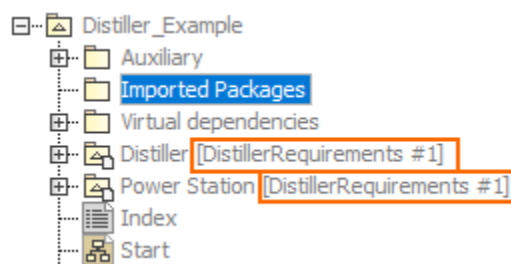 Distiller_Example
Auxiliary
Imported Packages
Virtual dependencies
Distiller [DistillerRequirements #1]
Power Station [DistillerRequirements #1]
Index
Start